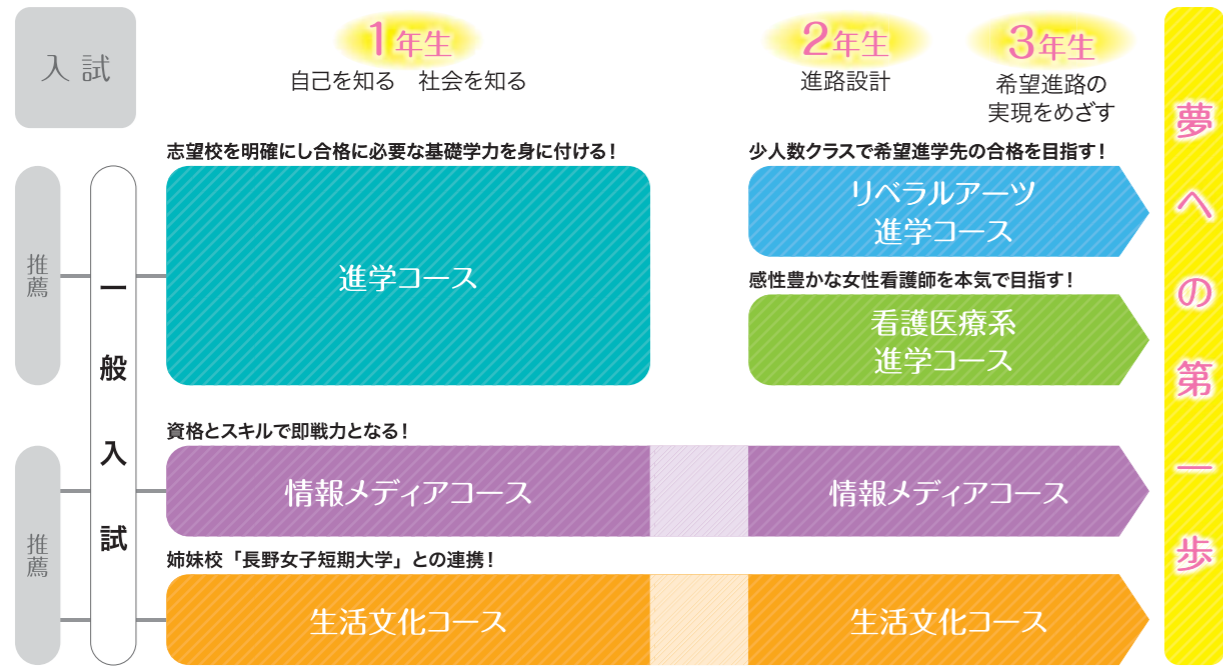 入試
1年生
自己を知る 社会を知る
2年生
進路設計
3年生
希望進路の
実現をめざす
夢への第一歩
推薦
一般入試
推薦
志望校を明確にし合格に必要な基礎学力を身に付ける!
進学コース
少人数クラスで希望進学先の合格を目指す!
リベラルアーツ
進学コース
感性豊かな女性看護師を本気で目指す!
看護医療系
進学コース
資格とスキルで即戦力となる!
情報メディアコース
情報メディアコース
姉妹校「長野女子短期大学」との連携!
生活文化コース
生活文化コース